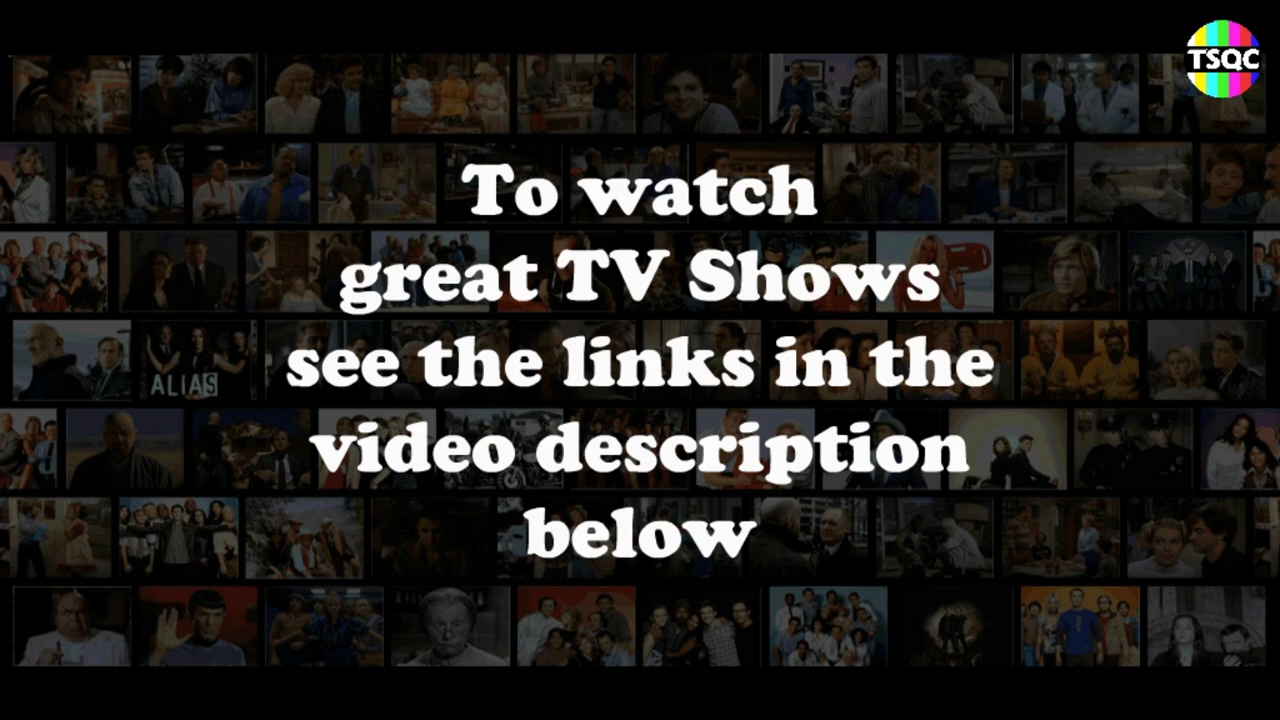 TSQC
To watch
great TV Shows
see the links in the
video description
below
ALIAS